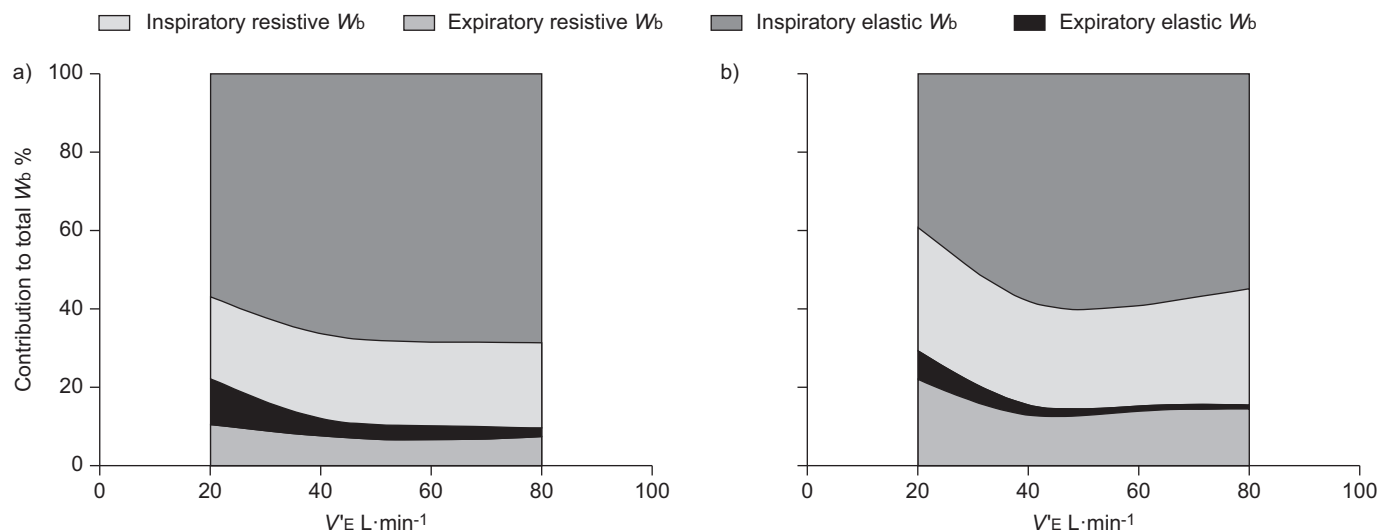 Inspiratory resistive Wb Expiratory resistive Wb Inspiratory elastic Wb Expiratory elastic Wb
a) b)
Contribution to total Wb %
100
80
60
40
20
0
0 20 40 60 80 100
V'E L·min-1
0 20 40 60 80 100
V'E L·min-1